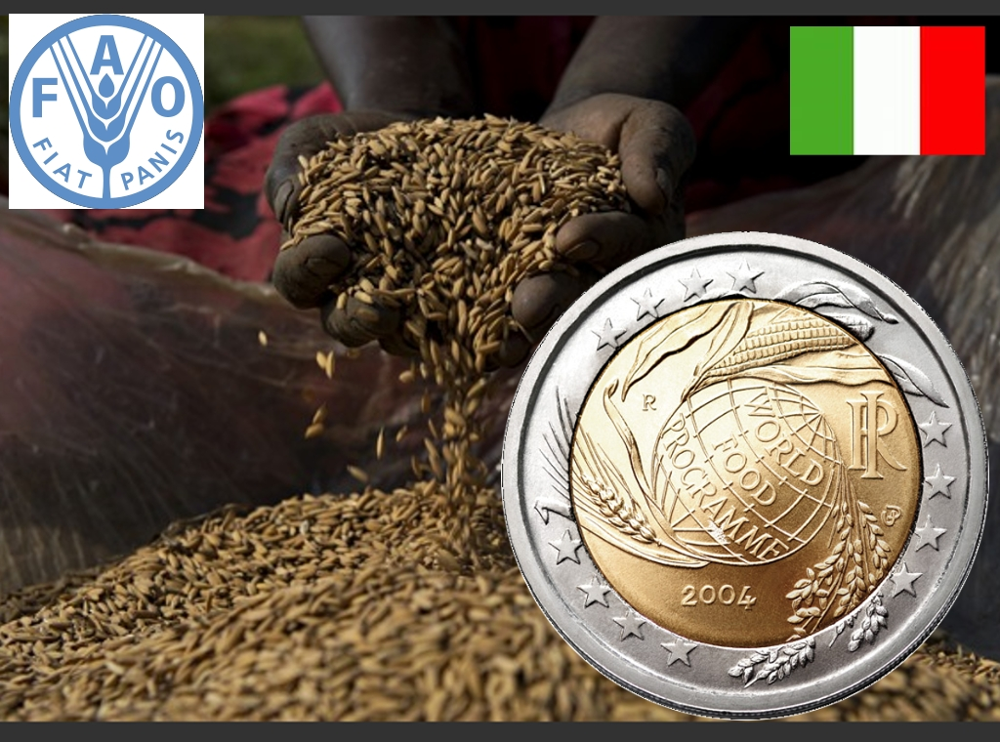 F A O
FIAT PANIS
R
WORLD
FOOD
PROGRAMME
RI
2004